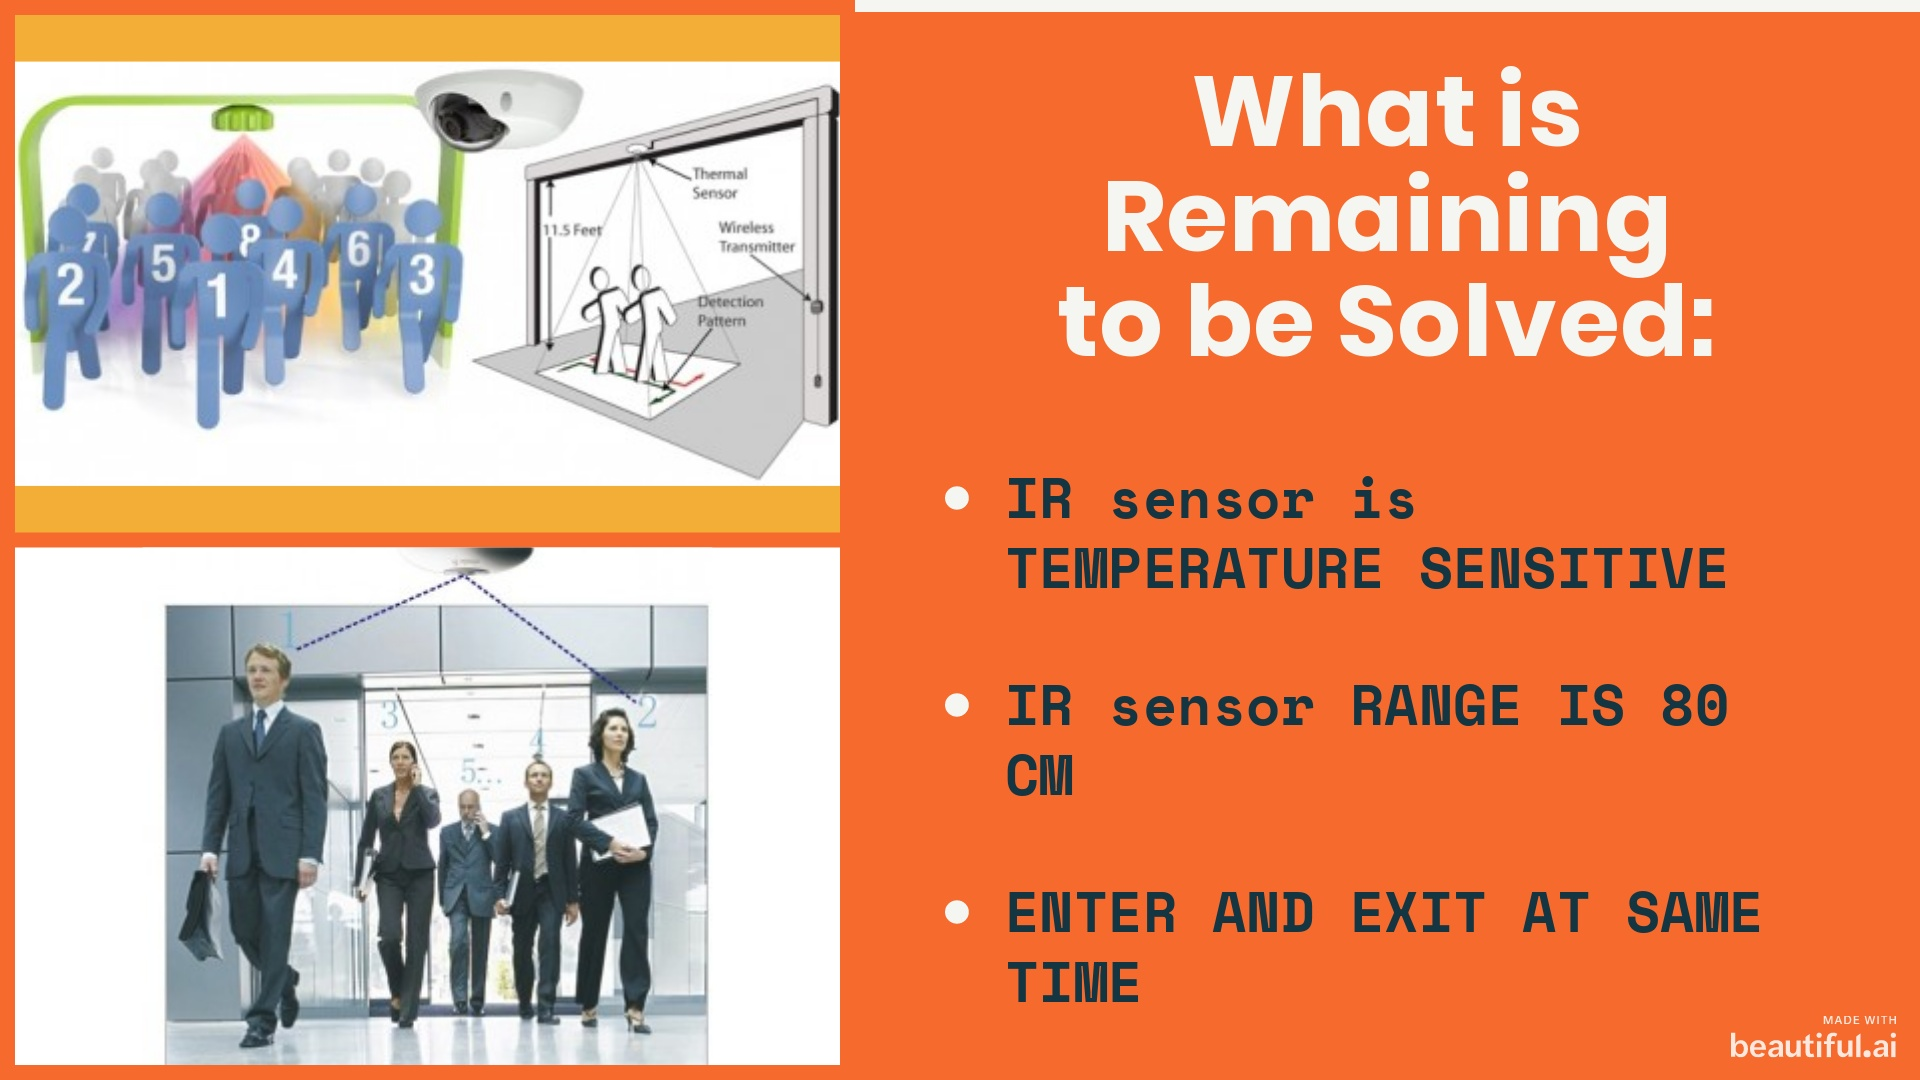 What is
Remaining
to be Solved:
IR sensor is
TEMPERATURE SENSITIVE
IR sensor RANGE IS 80
CM
ENTER AND EXIT AT SAME
TIME
Thermal
Sensor
11.5 Feet
Wireless
Transmitter
Detection
Pattern
7
8
6
5
4
3
2
1
1
2
3
4
5...
MADE WITH
beautiful.ai